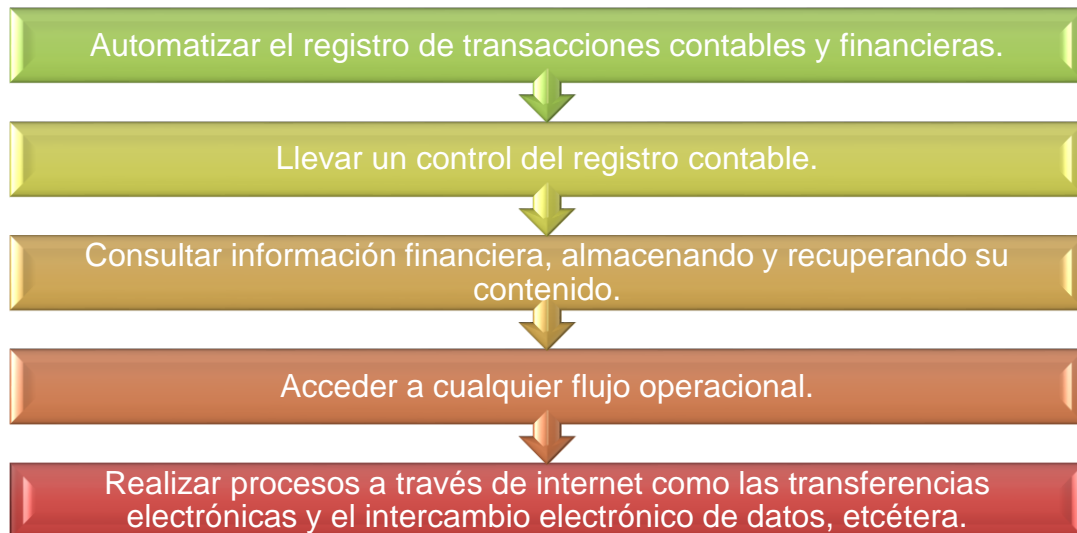 Automatizar el registro de transacciones contables y financieras.
Llevar un control del registro contable.
Consultar información financiera, almacenando y recuperando su
contenido.
Acceder a cualquier flujo operacional.
Realizar procesos a través de internet como las transferencias
electrónicas y el intercambio electrónico de datos, etcétera.